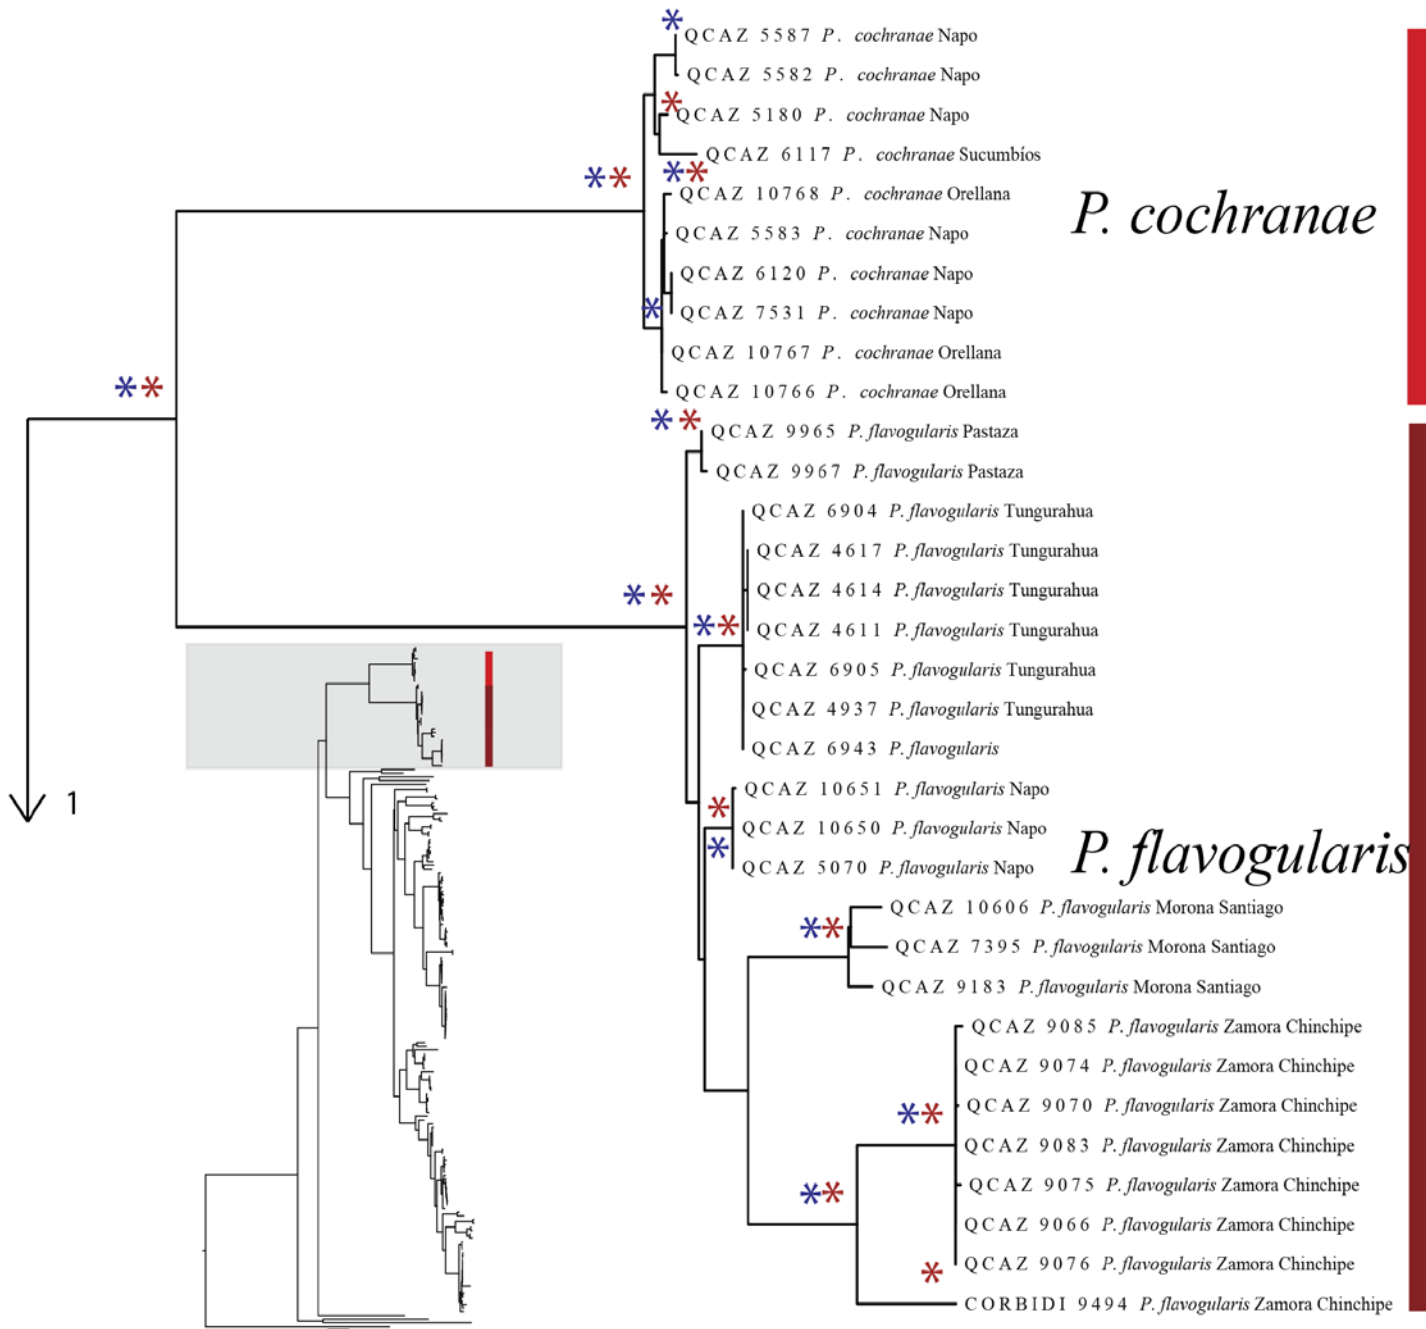 QCAZ 5587 P. cochranae Napo
QCAZ 5582 P. cochranae Napo
QCAZ 5180 P. cochranae Napo
QCAZ 6117 P. cochranae Sucumbíos
QCAZ 10768 P. cochranae Orellana
P. cochranae
QCAZ 5583 P. cochranae Napo
QCAZ 6120 P. cochranae Napo
QCAZ 7531 P. cochranae Napo
QCAZ 10767 P. cochranae Orellana
QCAZ 10766 P. cochranae Orellana
QCAZ 9965 P. flavogularis Pastaza
QCAZ 9967 P. flavogularis Pastaza
QCAZ 6904 P. flavogularis Tungurahua
QCAZ 4617 P. flavogularis Tungurahua
QCAZ 4614 P. flavogularis Tungurahua
QCAZ 4611 P. flavogularis Tungurahua
QCAZ 6905 P. flavogularis Tungurahua
QCAZ 4937 P. flavogularis Tungurahua
QCAZ 6943 P. flavogularis
QCAZ 10651 P. flavogularis Napo
1
QCAZ 10650 P. flavogularis Napo
P. flavogularis
QCAZ 5070 P. flavogularis Napo
QCAZ 10606 P. flavogularis Morona Santiago
QCAZ 7395 P. flavogularis Morona Santiago
QCAZ 9183 P. flavogularis Morona Santiago
QCAZ 9085 P. flavogularis Zamora Chinchipe
QCAZ 9074 P. flavogularis Zamora Chinchipe
QCAZ 9070 P. flavogularis Zamora Chinchipe
QCAZ 9083 P. flavogularis Zamora Chinchipe
QCAZ 9075 P. flavogularis Zamora Chinchipe
QCAZ 9066 P. flavogularis Zamora Chinchipe
QCAZ 9076 P. flavogularis Zamora Chinchipe
CORBIDI 9494 P. flavogularis Zamora Chinchipe